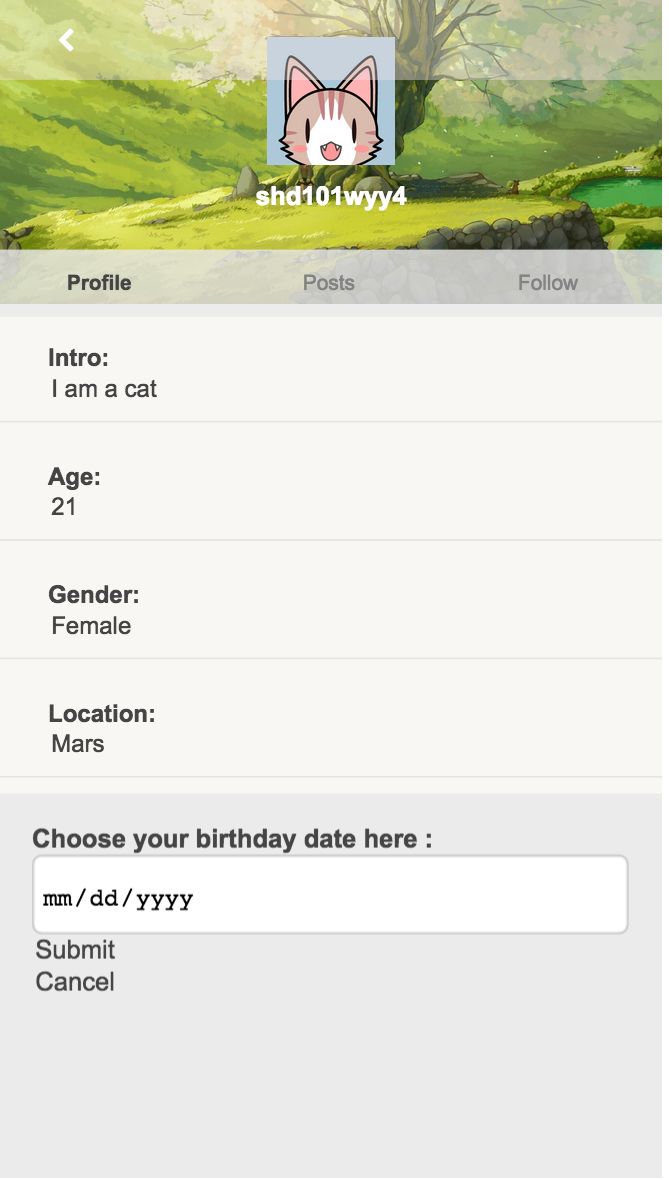 shd101wyy4
Profile Posts Follow
Intro:
I am a cat
Age:
21
Gender:
Female
Location:
Mars
Choose your birthday date here :
mm/dd/yyyy
Submit
Cancel